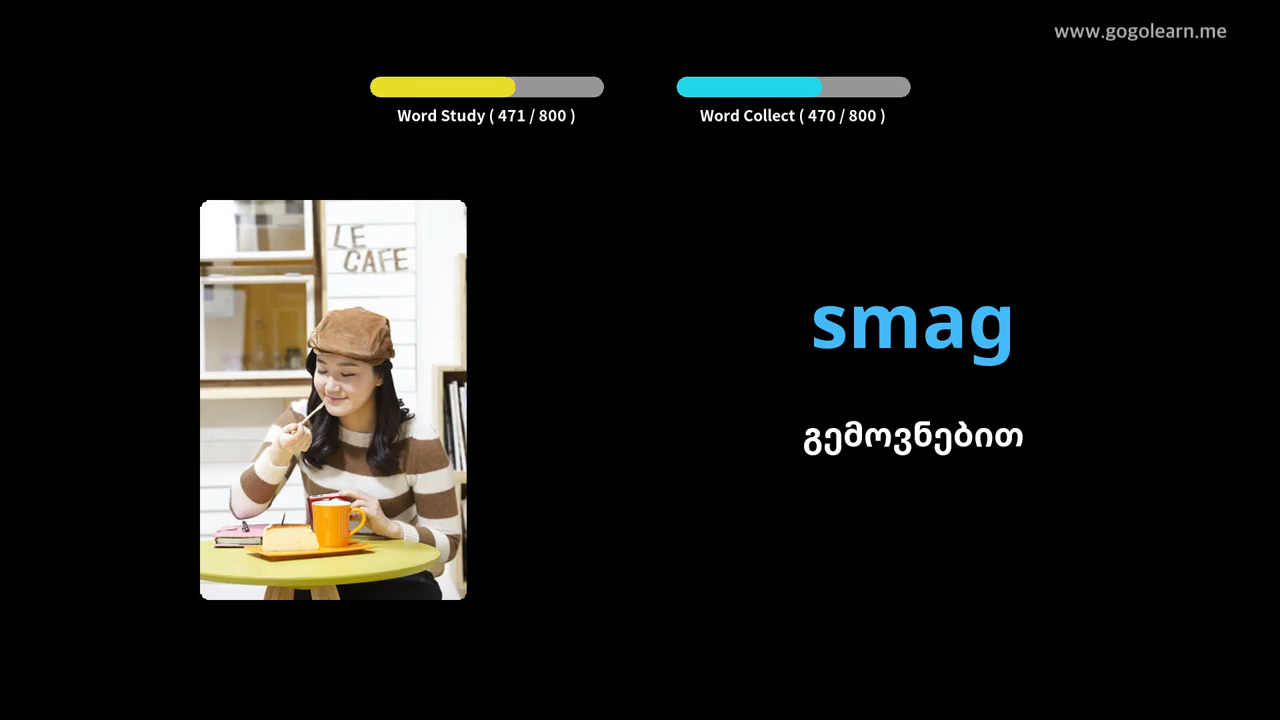 www.gogolearn.me
Word Study ( 471 / 800 )
Word Collect ( 470 / 800 )
LE
CAFE
smag
გემოვნებით